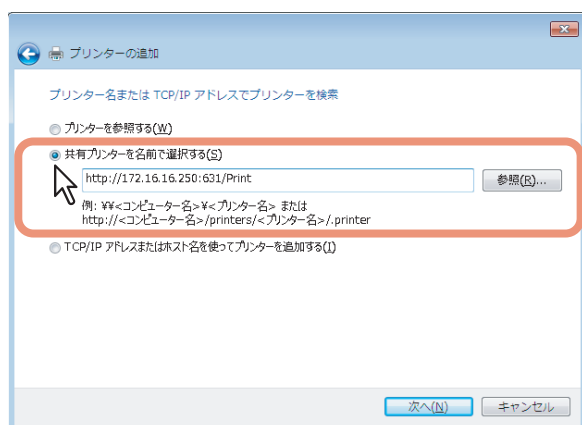 プリンターの追加
プリンター名または TCP/IP アドレスでプリンターを検索
プリンターを参照する(W)
共有プリンターを名前で選択する(S)
http://172.16.16.250:631/Print
参照(R)...
例: ¥¥<コンピューター名>¥<プリンター名> または
http://<コンピューター名>/printers/<プリンター名>/.printer
TCP/IP アドレスまたはホスト名を使ってプリンターを追加する(I)
次へ(N)
キャンセル